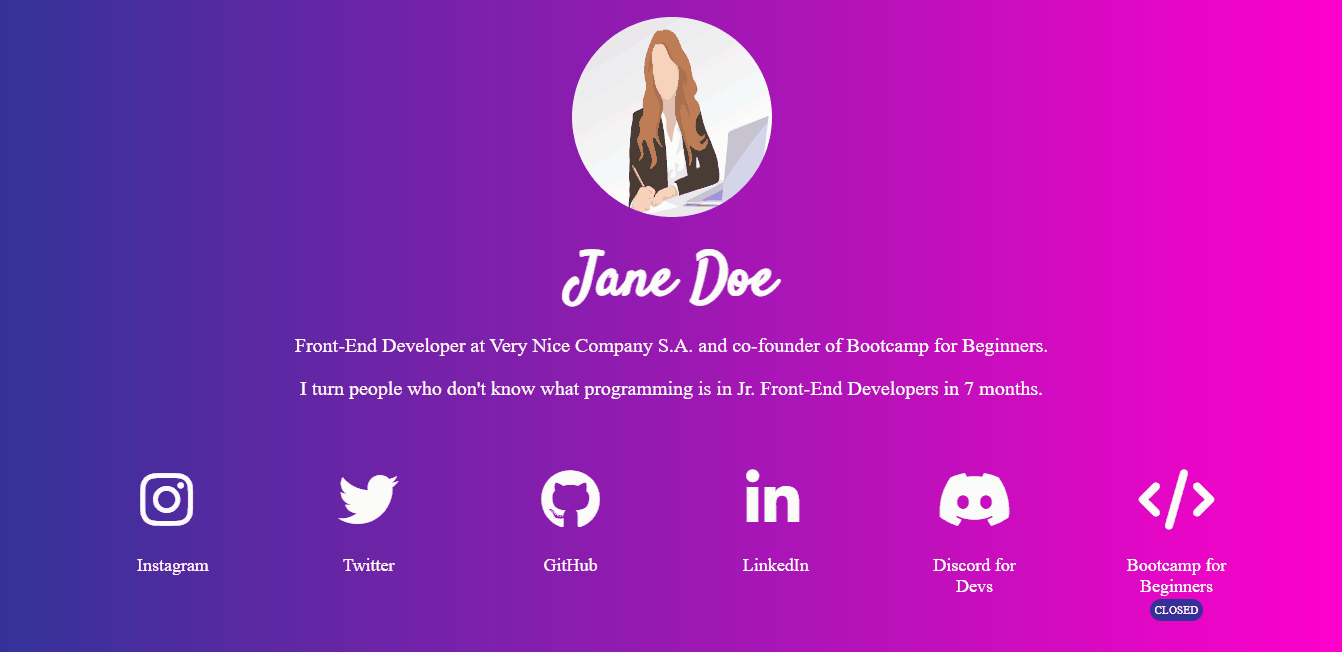 Jane Doe
Front-End Developer at Very Nice Company S.A. and co-founder of Bootcamp for Beginners.
I turn people who don't know what programming is in Jr. Front-End Developers in 7 months.
Instagram
Twitter
GitHub
LinkedIn
Discord for
Devs
Bootcamp for
Beginners
CLOSED